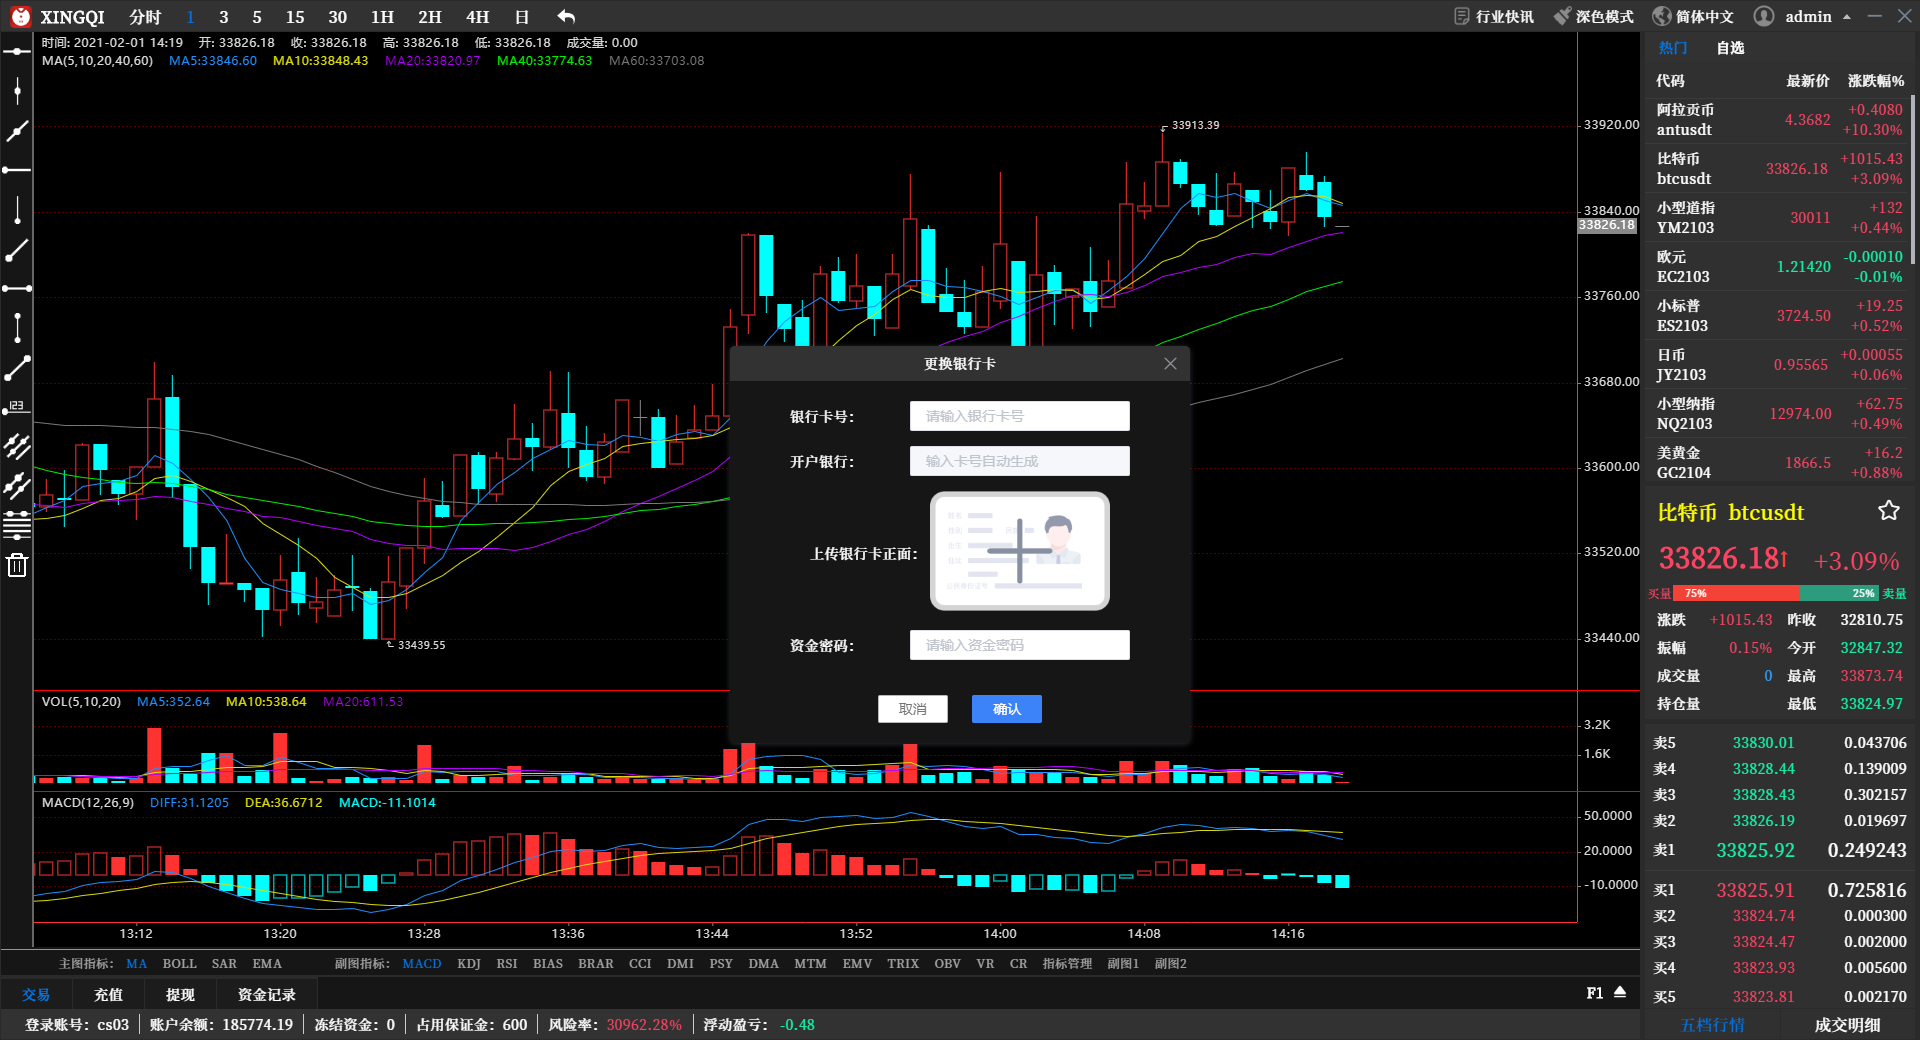 XINGQI 分时 1 3 5 15 30 1H 2H 4H 日
行业快讯 深色模式 简体中文 admin
时间: 2021-02-01 14:19 开: 33826.18 收: 33826.18 高: 33826.18 低: 33826.18 成交量: 0.00
MA(5,10,20,40,60) MA5:33846.60 MA10:33848.43 MA20:33820.97 MA40:33774.63 MA60:33703.08
33913.39
33439.55
33920.00
33840.00
33826.18
33760.00
33680.00
33600.00
33520.00
33440.00
123
更换银行卡
银行卡号: 请输入银行卡号
开户银行: 输入卡号自动生成
上传银行卡正面:
资金密码: 请输入资金密码
取消 确认
VOL(5,10,20) MA5:352.64 MA10:538.64 MA20:611.53
3.2K
1.6K
MACD(12,26,9) DIFF:31.1205 DEA:36.6712 MACD:-11.1014
50.0000
20.0000
-10.0000
13:12 13:20 13:28 13:36 13:44 13:52 14:00 14:08 14:16
主图指标: MA BOLL SAR EMA 副图指标: MACD KDJ RSI BIAS BRAR CCI DMI PSY DMA MTM EMV TRIX OBV VR CR 指标管理 副图1 副图2
交易 充值 提现 资金记录 F1
登录账号: cs03 账户余额: 185774.19 冻结资金: 0 占用保证金: 600 风险率: 30962.28% 浮动盈亏: -0.48
热门 自选
代码 最新价 涨跌幅%
阿拉贡币 +0.4080
antusdt 4.3682 +10.30%
比特币 +1015.43
btcusdt 33826.18 +3.09%
小型道指 +132
YM2103 30011 +0.44%
欧元 -0.00010
EC2103 1.21420 -0.01%
小标普 +19.25
ES2103 3724.50 +0.52%
日币 +0.00055
JY2103 0.95565 +0.06%
小型纳指 +62.75
NQ2103 12974.00 +0.49%
美黄金 +16.2
GC2104 1866.5 +0.88%
比特币 btcusdt
33826.18↑ +3.09%
买量 75% 25% 卖量
涨跌 +1015.43 昨收 32810.75
振幅 0.15% 今开 32847.32
成交量 0 最高 33873.74
持仓量 最低 33824.97
卖5 33830.01 0.043706
卖4 33828.44 0.139009
卖3 33828.43 0.302157
卖2 33826.19 0.019697
卖1 33825.92 0.249243
买1 33825.91 0.725816
买2 33824.74 0.000300
买3 33824.47 0.002000
买4 33823.93 0.005600
买5 33823.81 0.002170
五档行情 成交明细